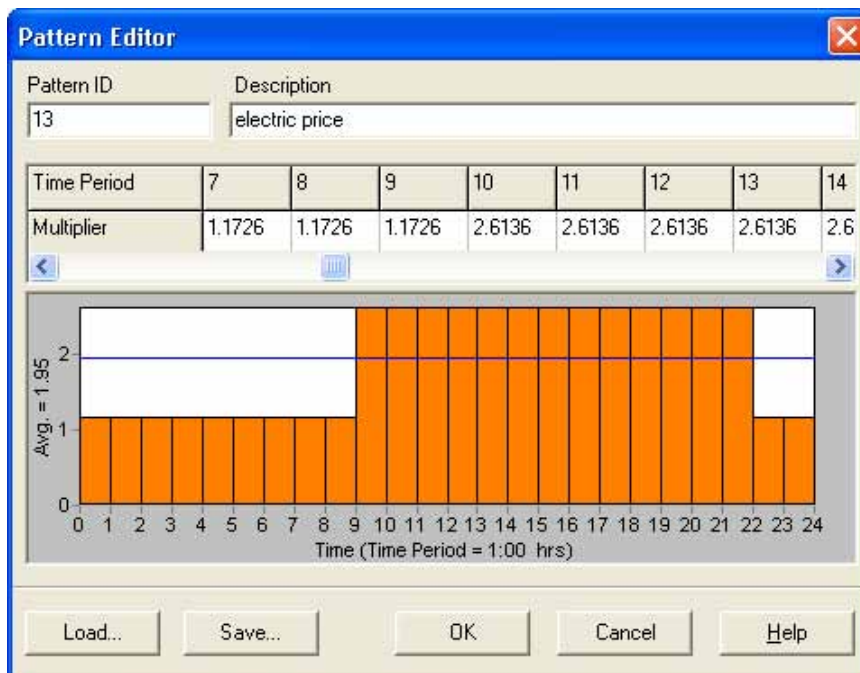 Pattern Editor
Pattern ID Description
13 electric price
Time Period 7 8 9 10 11 12 13 14
Multiplier 1.1726 1.1726 1.1726 2.6136 2.6136 2.6136 2.6136 2.6
Avg. = 1.95
2
1
0
0 1 2 3 4 5 6 7 8 9 10 11 12 13 14 15 16 17 18 19 20 21 22 23 24
Time (Time Period = 1:00 hrs)
Load... Save... OK Cancel Help